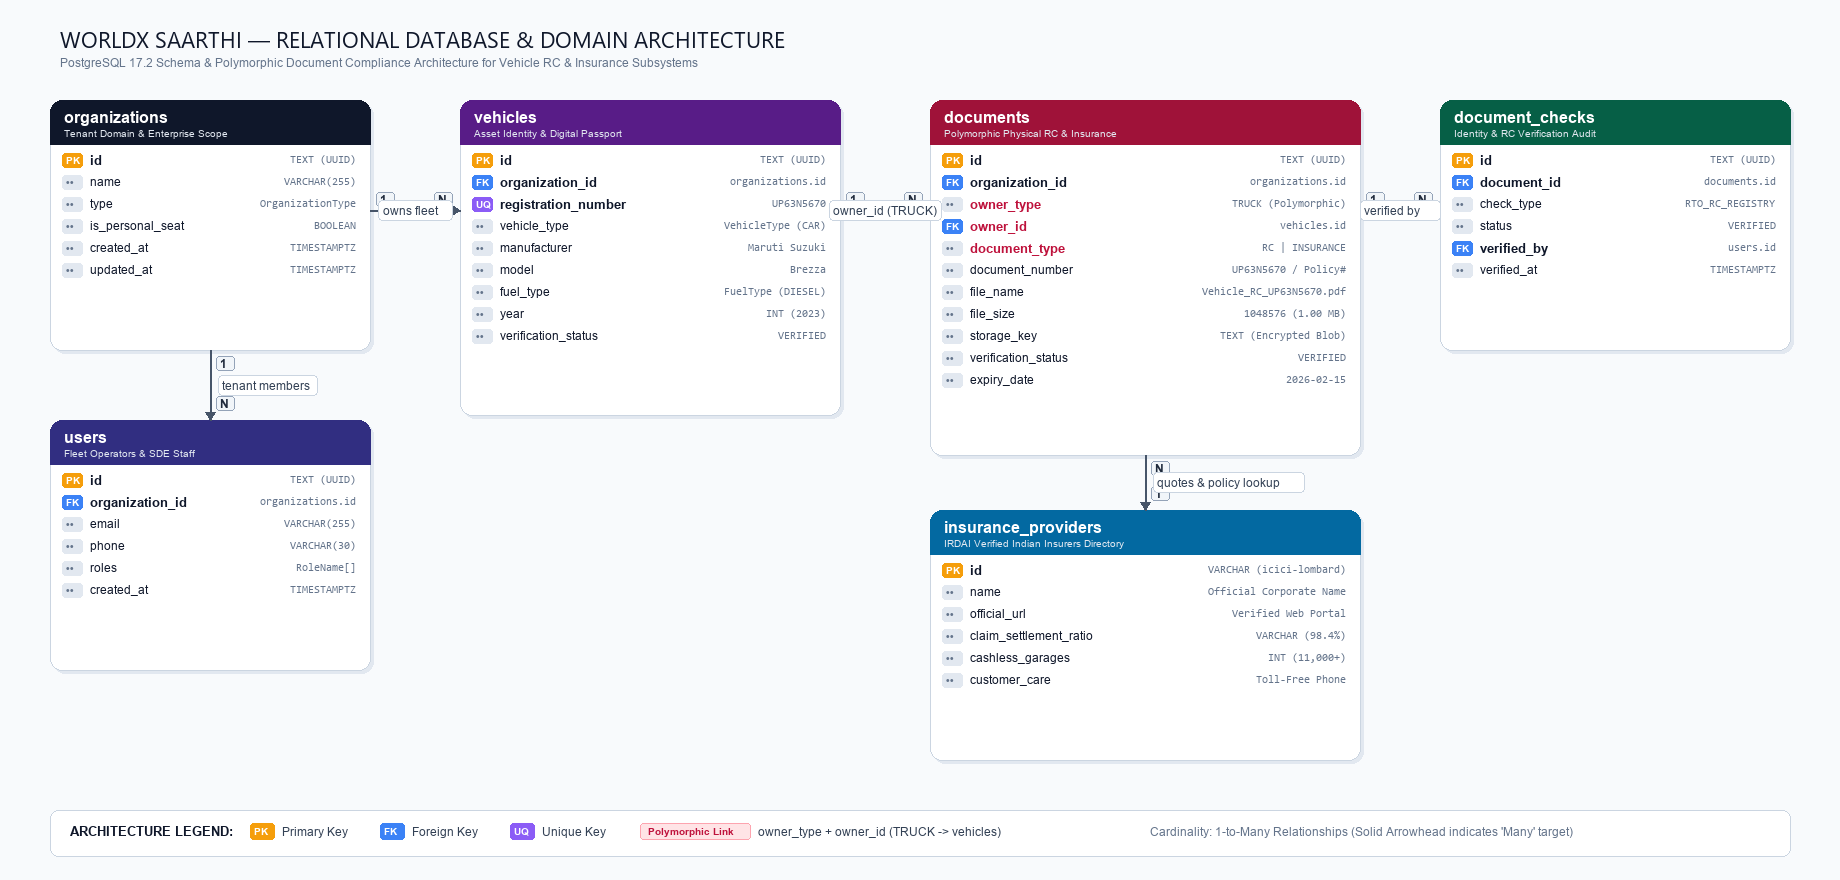 WORLDX SAARTHI — RELATIONAL DATABASE & DOMAIN ARCHITECTURE
PostgreSQL 17.2 Schema & Polymorphic Document Compliance Architecture for Vehicle RC & Insurance Subsystems
organizations
Tenant Domain & Enterprise Scope
PK id TEXT (UUID)
•• name VARCHAR(255)
•• type OrganizationType
•• is_personal_seat BOOLEAN
•• created_at TIMESTAMPTZ
•• updated_at TIMESTAMPTZ
1 N
owns fleet
vehicles
Asset Identity & Digital Passport
PK id TEXT (UUID)
FK organization_id organizations.id
UQ registration_number UP63N5670
•• vehicle_type VehicleType (CAR)
•• manufacturer Maruti Suzuki
•• model Brezza
•• fuel_type FuelType (DIESEL)
•• year INT (2023)
•• verification_status VERIFIED
1 N
owner_id (TRUCK)
documents
Polymorphic Physical RC & Insurance
PK id TEXT (UUID)
FK organization_id organizations.id
•• owner_type TRUCK (Polymorphic)
FK owner_id vehicles.id
•• document_type RC | INSURANCE
•• document_number UP63N5670 / Policy#
•• file_name Vehicle_RC_UP63N5670.pdf
•• file_size 1048576 (1.00 MB)
•• storage_key TEXT (Encrypted Blob)
•• verification_status VERIFIED
•• expiry_date 2026-02-15
1 N
verified by
document_checks
Identity & RC Verification Audit
PK id TEXT (UUID)
FK document_id documents.id
•• check_type RTO_RC_REGISTRY
•• status VERIFIED
FK verified_by users.id
•• verified_at TIMESTAMPTZ
1
tenant members
N
users
Fleet Operators & SDE Staff
PK id TEXT (UUID)
FK organization_id organizations.id
•• email VARCHAR(255)
•• phone VARCHAR(30)
•• roles RoleName[]
•• created_at TIMESTAMPTZ
N
quotes & policy lookup
1
insurance_providers
IRDAI Verified Indian Insurers Directory
PK id VARCHAR (icici-lombard)
•• name Official Corporate Name
•• official_url Verified Web Portal
•• claim_settlement_ratio VARCHAR (98.4%)
•• cashless_garages INT (11,000+)
•• customer_care Toll-Free Phone
ARCHITECTURE LEGEND: PK Primary Key FK Foreign Key UQ Unique Key Polymorphic Link owner_type + owner_id (TRUCK -> vehicles) Cardinality: 1-to-Many Relationships (Solid Arrowhead indicates 'Many' target)